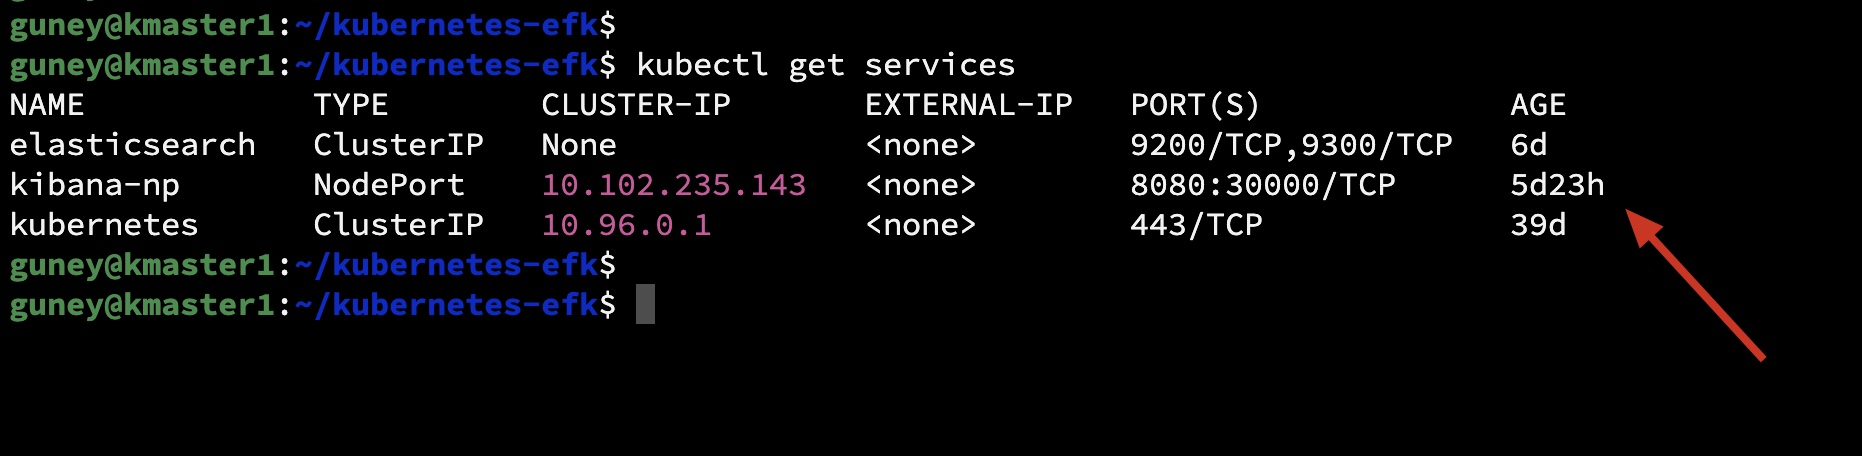 guney@kmaster1:~/kubernetes-efk$
guney@kmaster1:~/kubernetes-efk$ kubectl get services
NAME            TYPE        CLUSTER-IP       EXTERNAL-IP   PORT(S)             AGE
elasticsearch   ClusterIP   None             <none>        9200/TCP,9300/TCP   6d
kibana-np       NodePort    10.102.235.143   <none>        8080:30000/TCP      5d23h
kubernetes      ClusterIP   10.96.0.1        <none>        443/TCP             39d
guney@kmaster1:~/kubernetes-efk$
guney@kmaster1:~/kubernetes-efk$